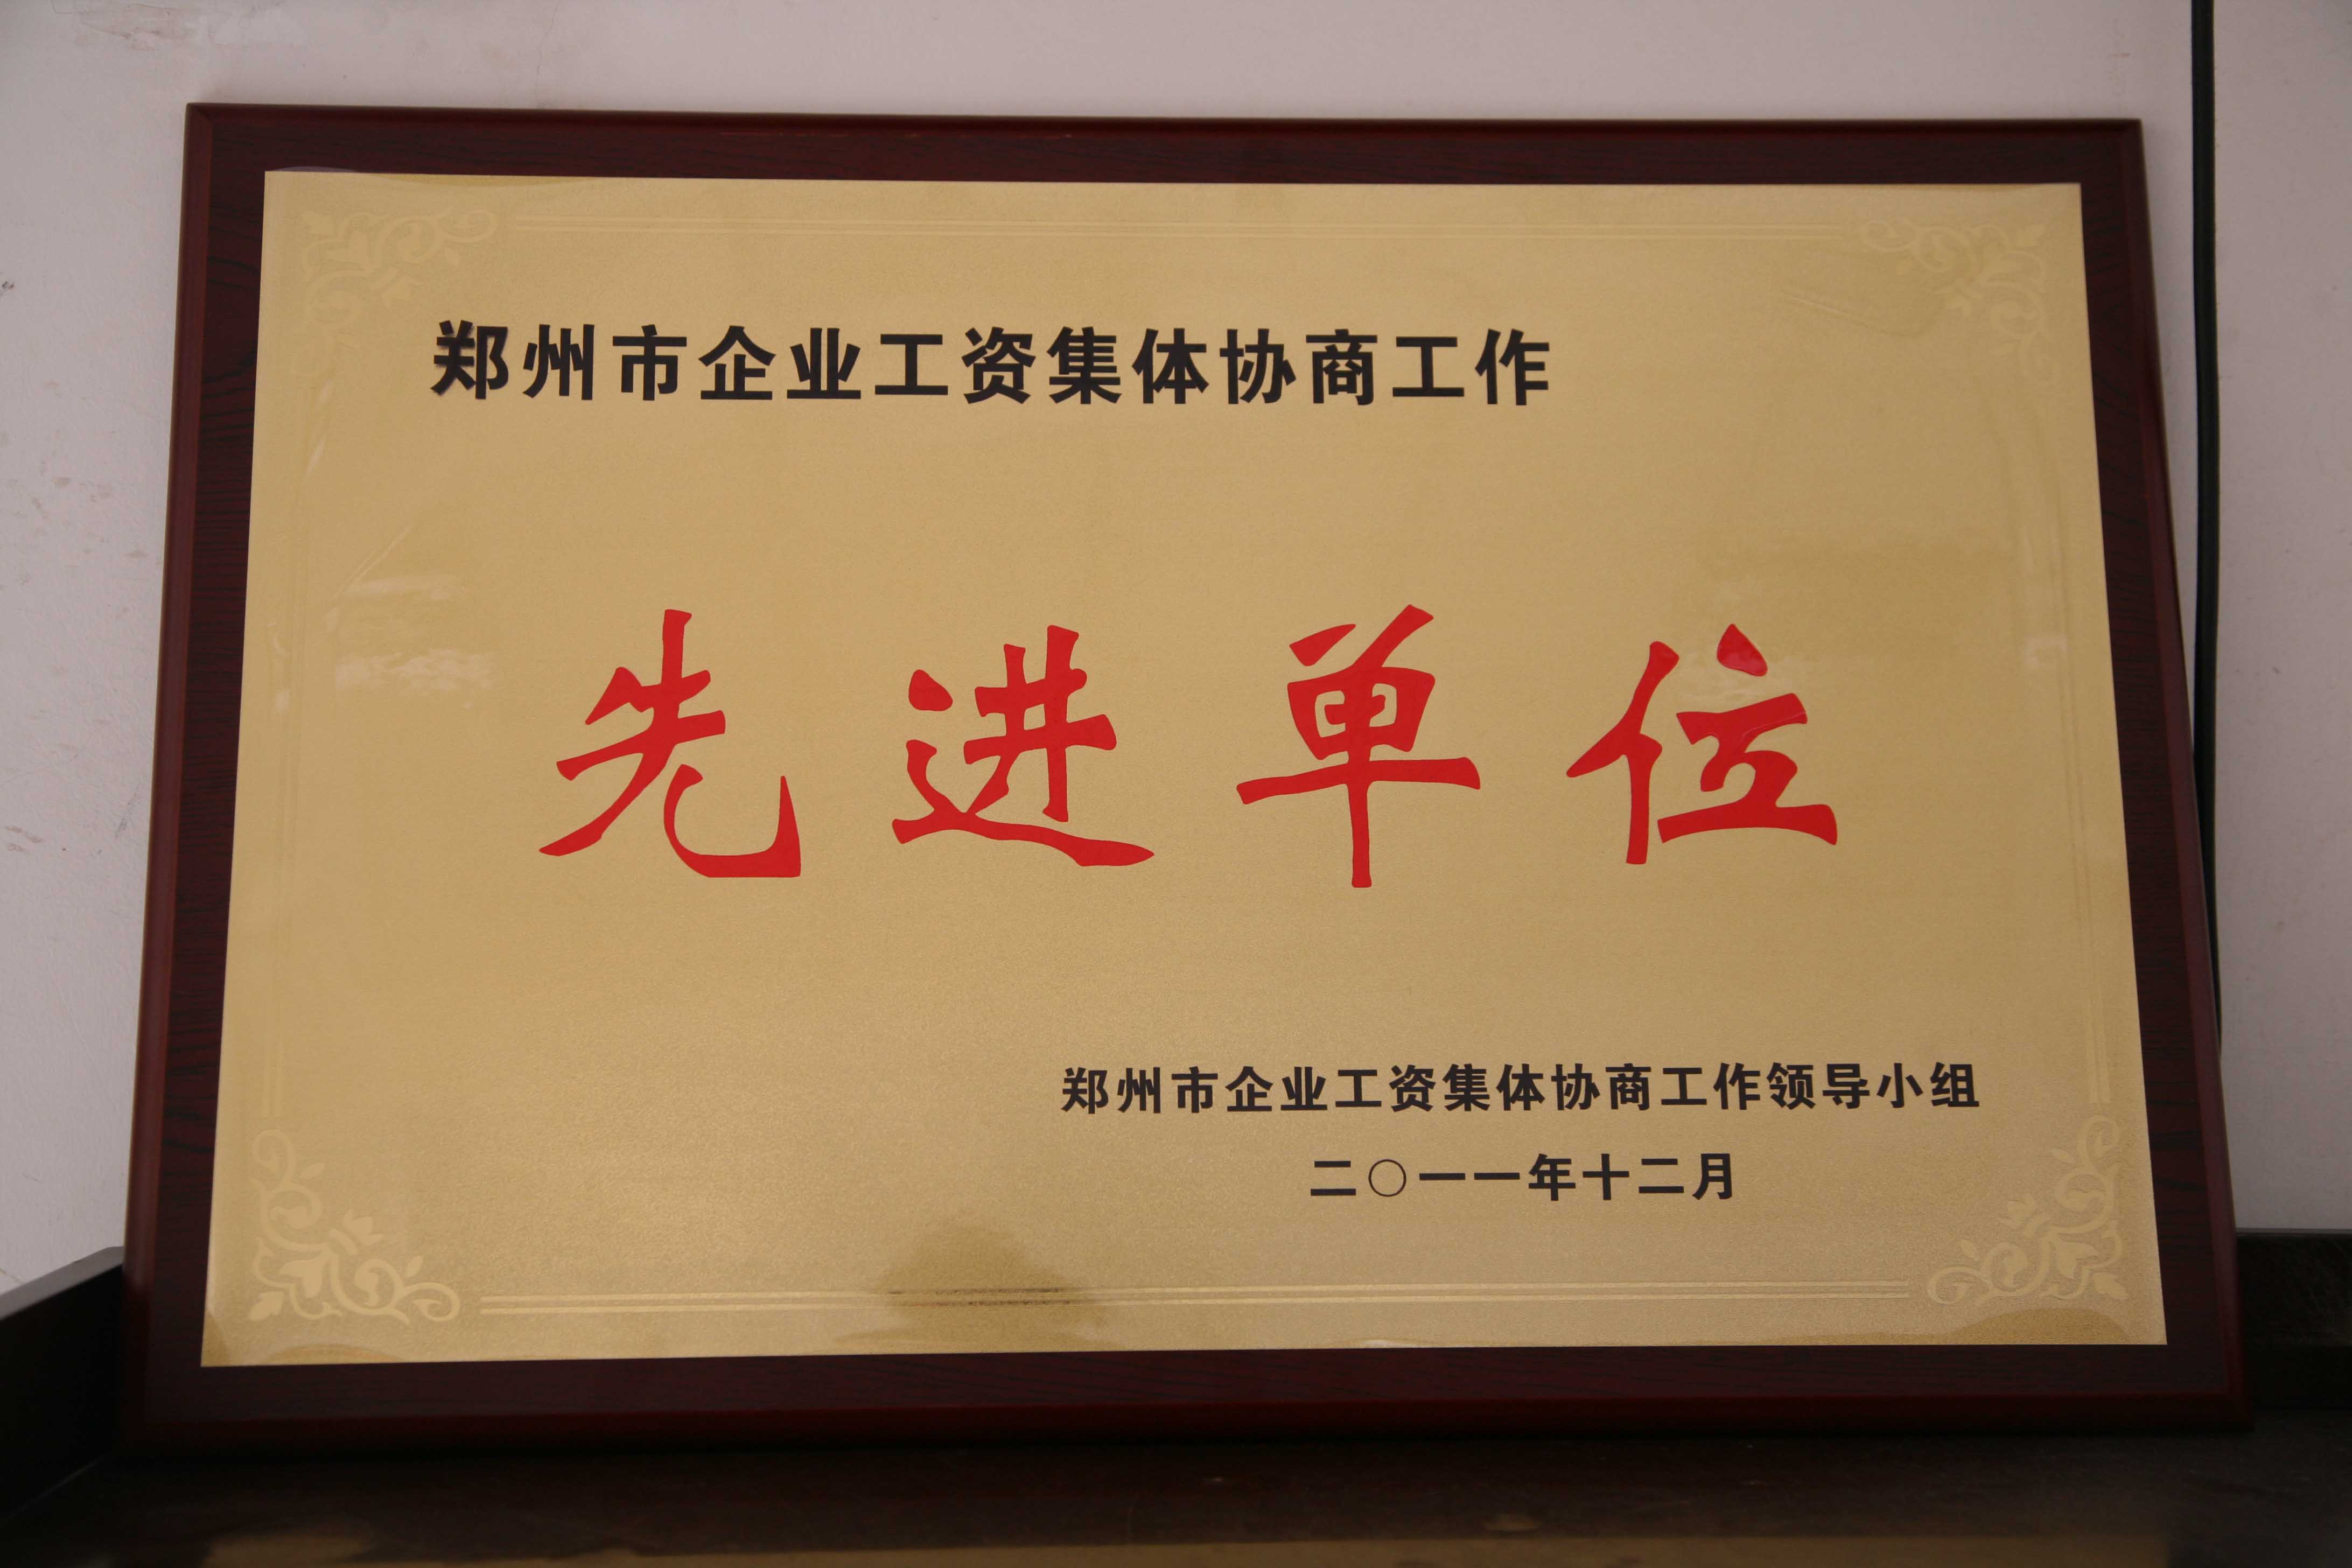 郑州市企业工资集体协商工作
先进单位
郑州市企业工资集体协商工作领导小组
二〇一一年十二月